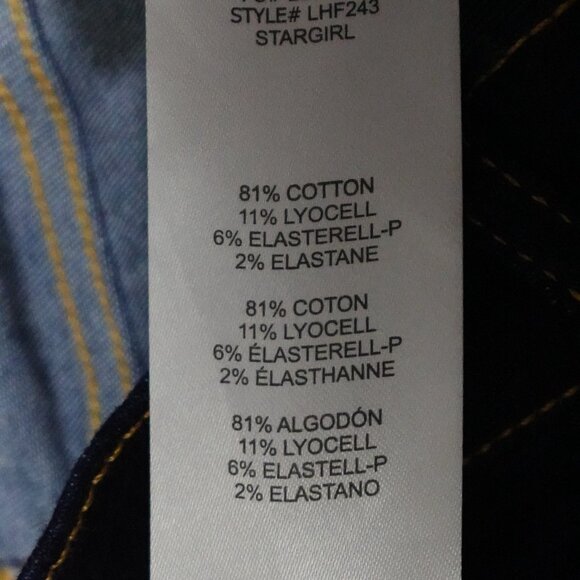 STYLE# LHF243
STARGIRL
81% COTTON
11% LYOCELL
6% ELASTERELL-P
2% ELASTANE
81% COTON
11% LYOCELL
6% ÉLASTERELL-P
2% ÉLASTHANNE
81% ALGODÓN
11% LYOCELL
6% ELASTELL-P
2% ELASTANO